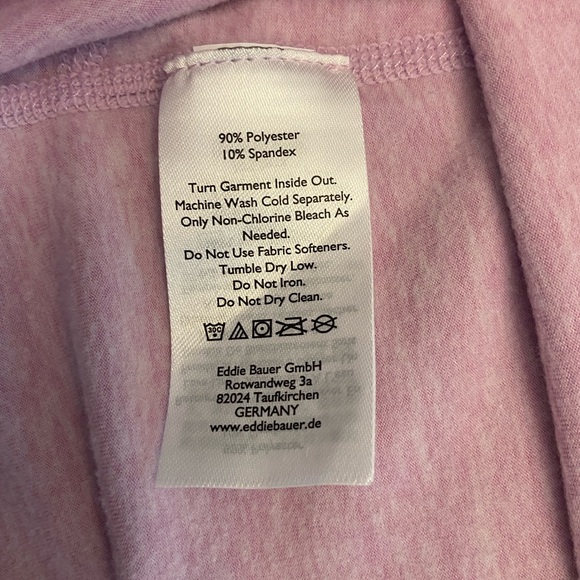 90% Polyester
10% Spandex
Turn Garment Inside Out.
Machine Wash Cold Separately.
Only Non-Chlorine Bleach As
Needed.
Do Not Use Fabric Softeners.
Tumble Dry Low.
Do Not Iron.
Do Not Dry Clean.
30C
Eddie Bauer GmbH
Rotwandweg 3a
82024 Taufkirchen
GERMANY
www.eddiebauer.de